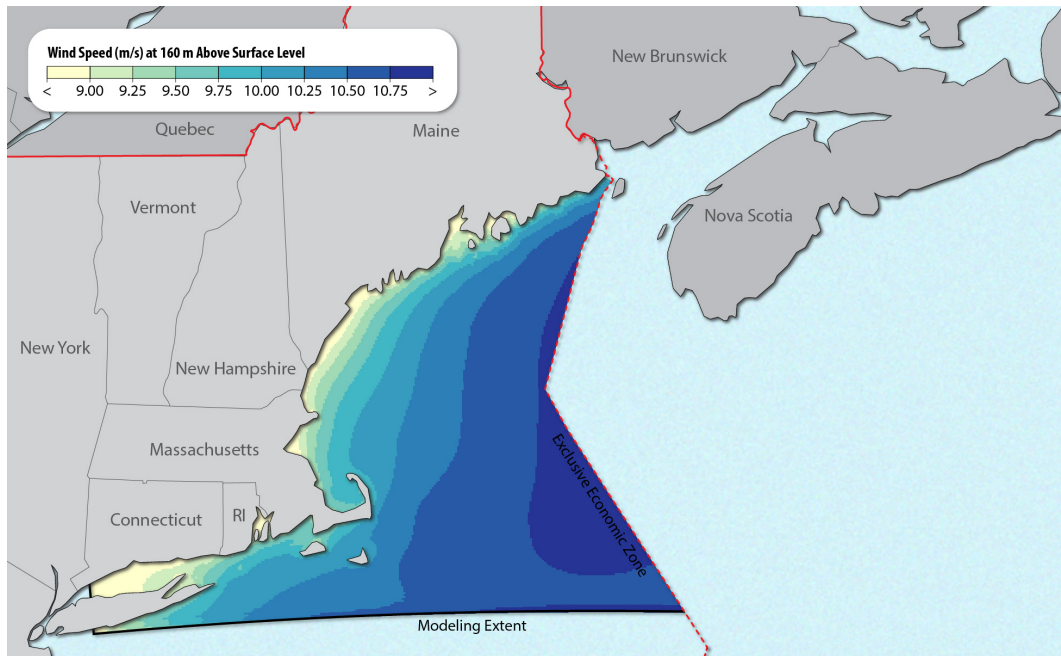 Wind Speed (m/s) at 160 m Above Surface Level
< 9.00 9.25 9.50 9.75 10.00 10.25 10.50 10.75 >
New Brunswick
Quebec
Maine
Vermont
Nova Scotia
New York
New Hampshire
Massachusetts
Exclusive Economic Zone
Connecticut
RI
Modeling Extent